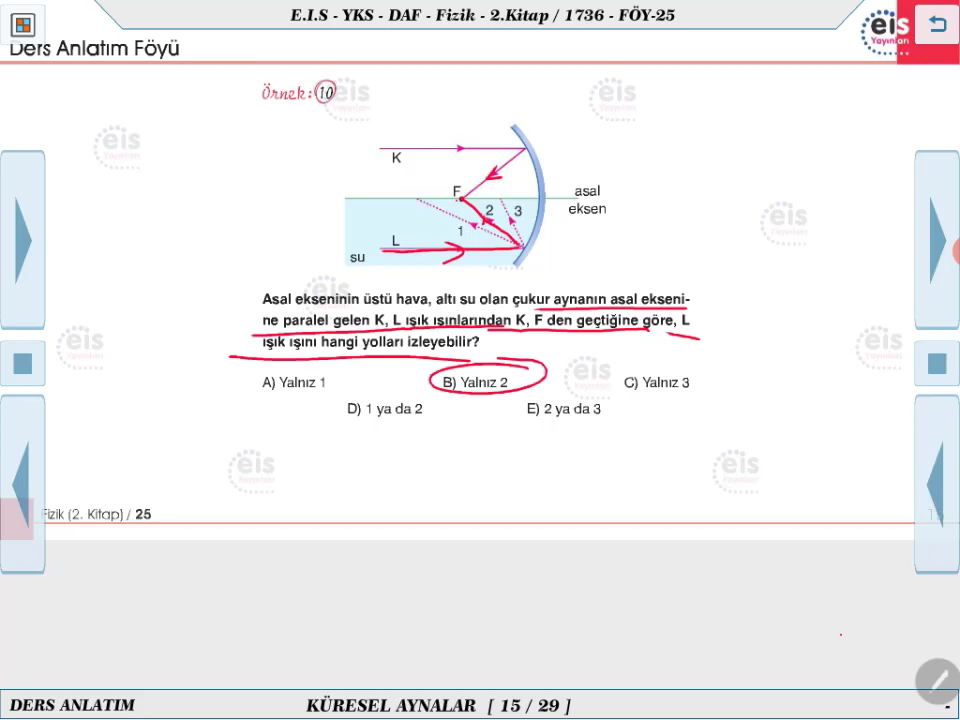 E.I.S - YKS - DAF - Fizik - 2.Kitap / 1736 - FÖY-25
eis
Yayınları
Ders Anlatım Föyü
Örnek: 10
K
F
asal
eksen
2
3
1
L
su
Asal ekseninin üstü hava, altı su olan çukur aynanın asal ekseni-
ne paralel gelen K, L ışık ışınlarından K, F den geçtiğine göre, L
ışık ışını hangi yolları izleyebilir?
A) Yalnız 1
B) Yalnız 2
C) Yalnız 3
D) 1 ya da 2
E) 2 ya da 3
Fizik (2. Kitap) / 25
DERS ANLATIM
KÜRESEL AYNALAR [ 15 / 29 ]
-